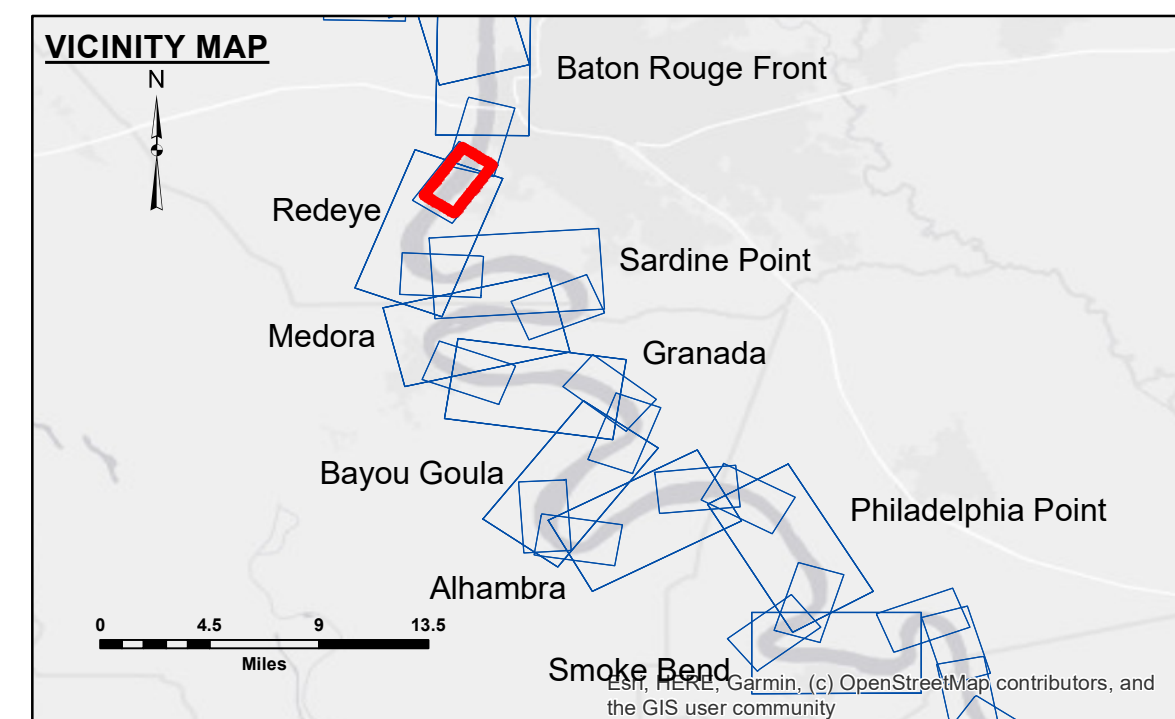 VICINITY MAP
N
Baton Rouge Front
Redeye
Sardine Point
Medora
Granada
Bayou Goula
Philadelphia Point
Alhambra
0 4.5 9 13.5
Miles
Smoke Bend
Esri, HERE, Garmin, (c) OpenStreetMap contributors, and
the GIS user community